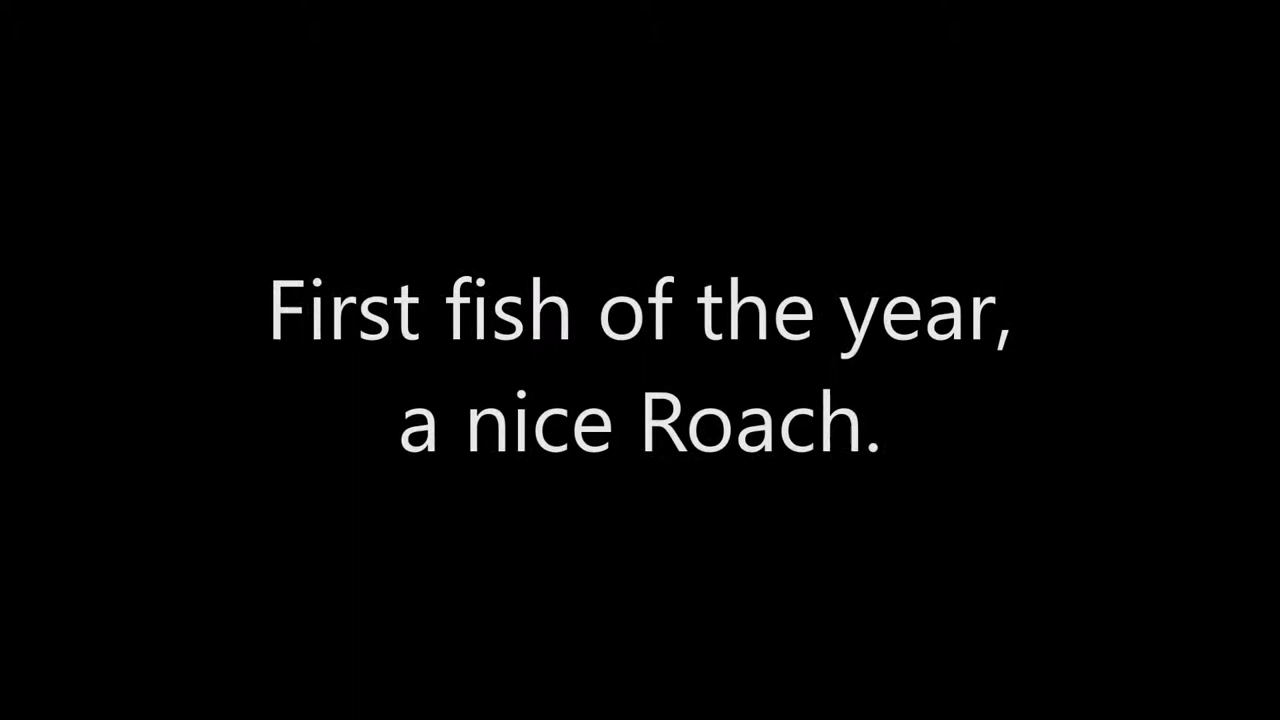 First fish of the year,
a nice Roach.